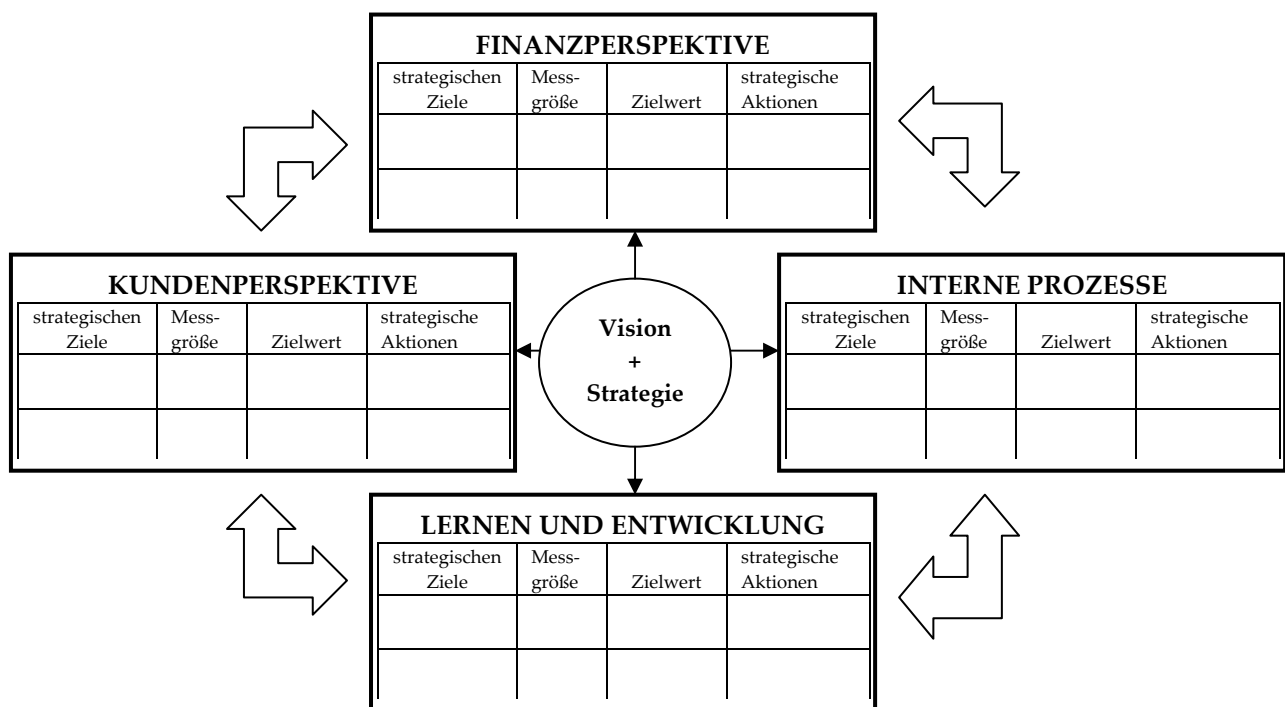 FINANZPERSPEKTIVE
strategischen Mess- strategische
Ziele größe Zielwert Aktionen
KUNDENPERSPEKTIVE
strategischen Mess- strategische
Ziele größe Zielwert Aktionen
Vision
+
Strategie
INTERNE PROZESSE
strategischen Mess- strategische
Ziele größe Zielwert Aktionen
LERNEN UND ENTWICKLUNG
strategischen Mess- strategische
Ziele größe Zielwert Aktionen